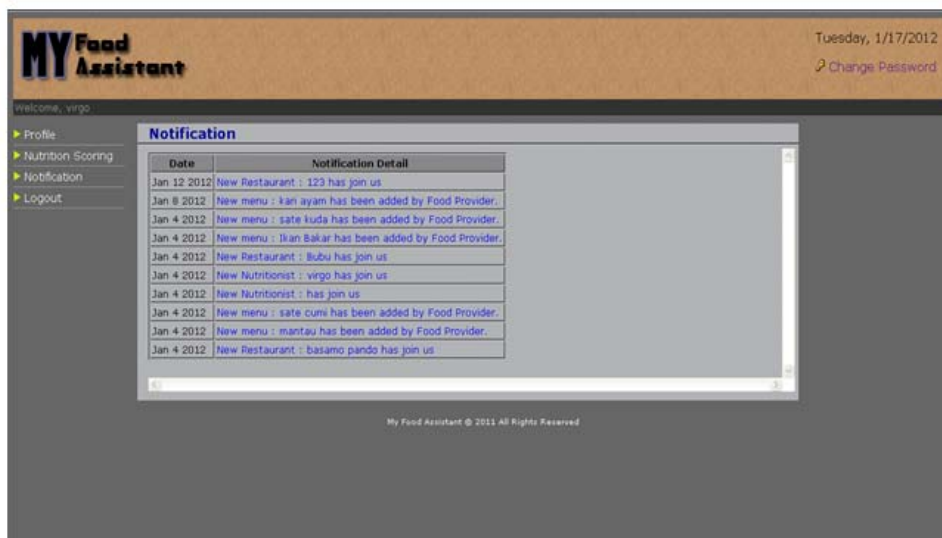 MY Food Assistant
Tuesday, 1/17/2012
Change Password
Welcome, virgo
Profile
Nutrition Scoring
Notification
Logout
Notification
Date Notification Detail
Jan 12 2012 New Restaurant : 123 has join us
Jan 8 2012 New menu : kari ayam has been added by Food Provider.
Jan 4 2012 New menu : sate kuda has been added by Food Provider.
Jan 4 2012 New menu : Ikan Bakar has been added by Food Provider.
Jan 4 2012 New Restaurant : Bubu has join us
Jan 4 2012 New Nutritionist : virgo has join us
Jan 4 2012 New Nutritionist : has join us
Jan 4 2012 New menu : sate cumi has been added by Food Provider.
Jan 4 2012 New menu : mantau has been added by Food Provider.
Jan 4 2012 New Restaurant : basamo pando has join us
My Food Assistant © 2011 All Rights Reserved